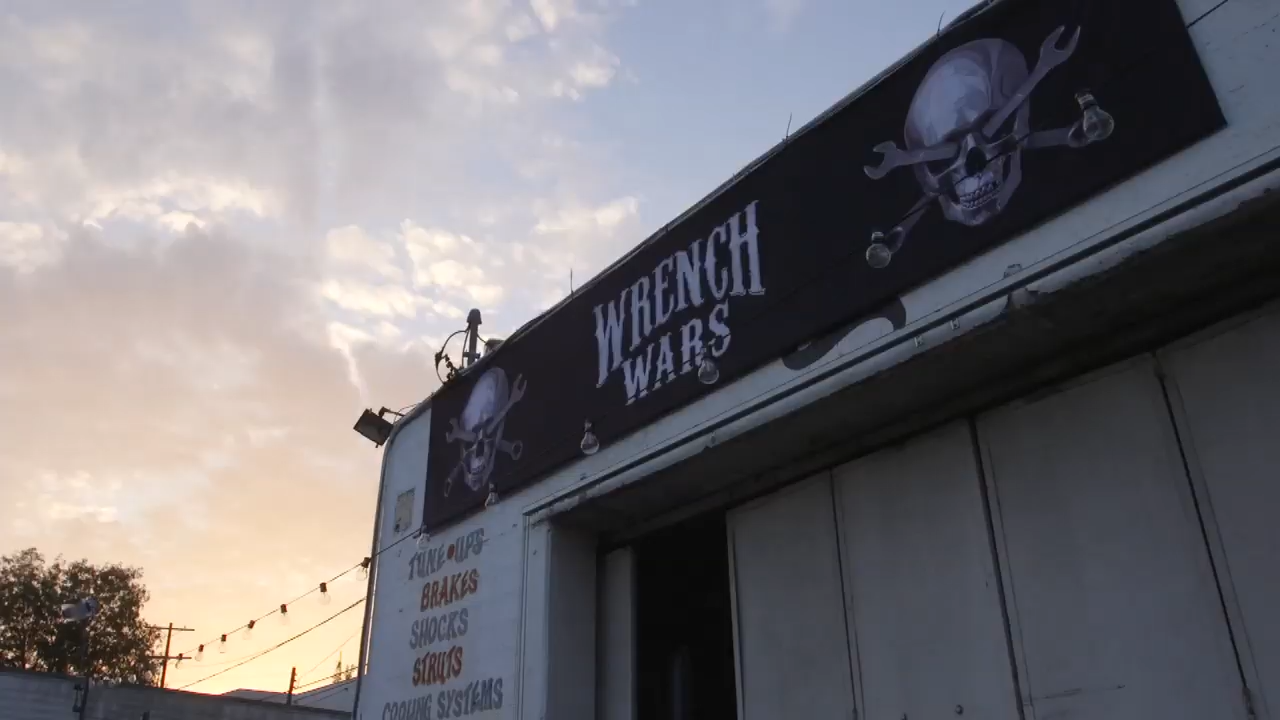 WRENCH
WARS
TUNE•UPS
BRAKES
SHOCKS
STRUTS
COOLING SYSTEMS